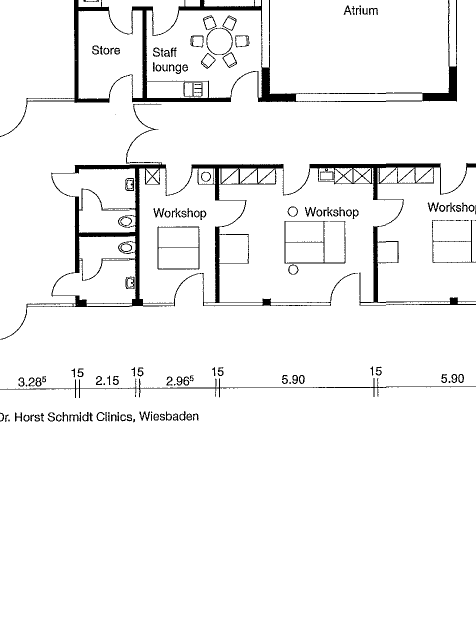 Atrium
Store
Staff
lounge
Workshop
Workshop
Workshop
15 15 15 15
3.28⁵ 2.15 2.96⁵ 5.90 5.90
Dr. Horst Schmidt Clinics, Wiesbaden